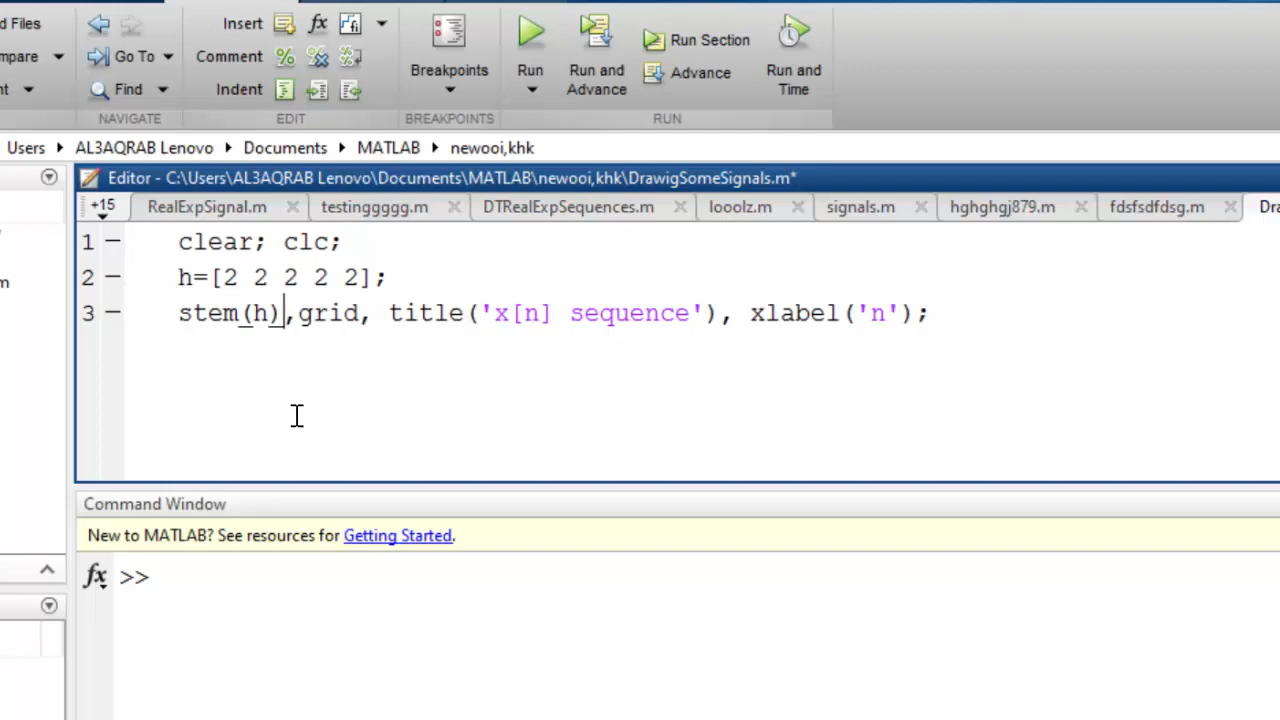 d Files
Insert
fx
mpare
Go To
Comment
nt
Find
Indent
Breakpoints
Run
Run and
Advance
Run Section
Advance
Run and
Time
NAVIGATE
EDIT
BREAKPOINTS
RUN
Users
AL3AQRAB Lenovo
Documents
MATLAB
newooi,khk
Editor - C:\Users\AL3AQRAB Lenovo\Documents\MATLAB\newooi,khk\DrawigSomeSignals.m*
+15
RealExpSignal.m
testinggggg.m
DTRealExpSequences.m
looolz.m
signals.m
hghghgj879.m
fdsfsdfdsg.m
Dra
1 clear; clc;
m
2 h=[2 2 2 2 2];
3 stem(h),grid, title('x[n] sequence'), xlabel('n');
Command Window
New to MATLAB? See resources for Getting Started.
fx >>